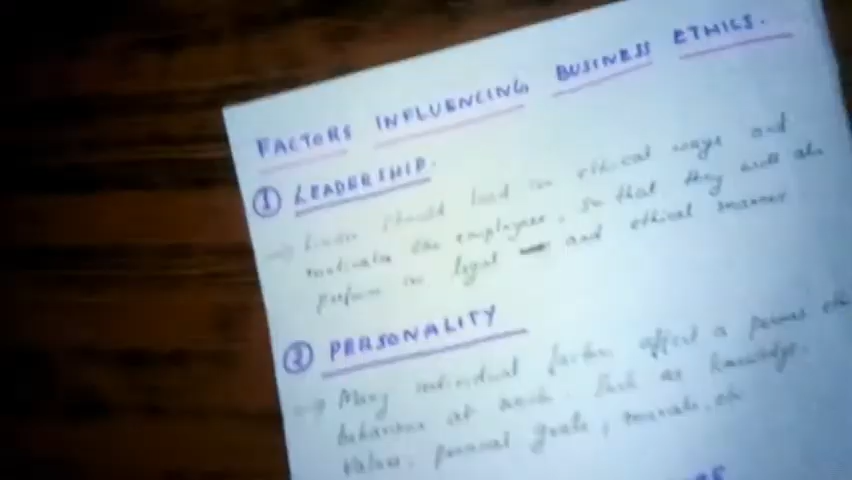 FACTORS INFLUENCING BUSINESS ETHICS.
① LEADERSHIP.
→ should lead in ethical ways and
motivate the employees, so that they will also
perform in legal and ethical manner
② PERSONALITY
→ Many individual factors affect a persons
behaviour at work. Such as knowledge,
values, personal goals, morals, etc